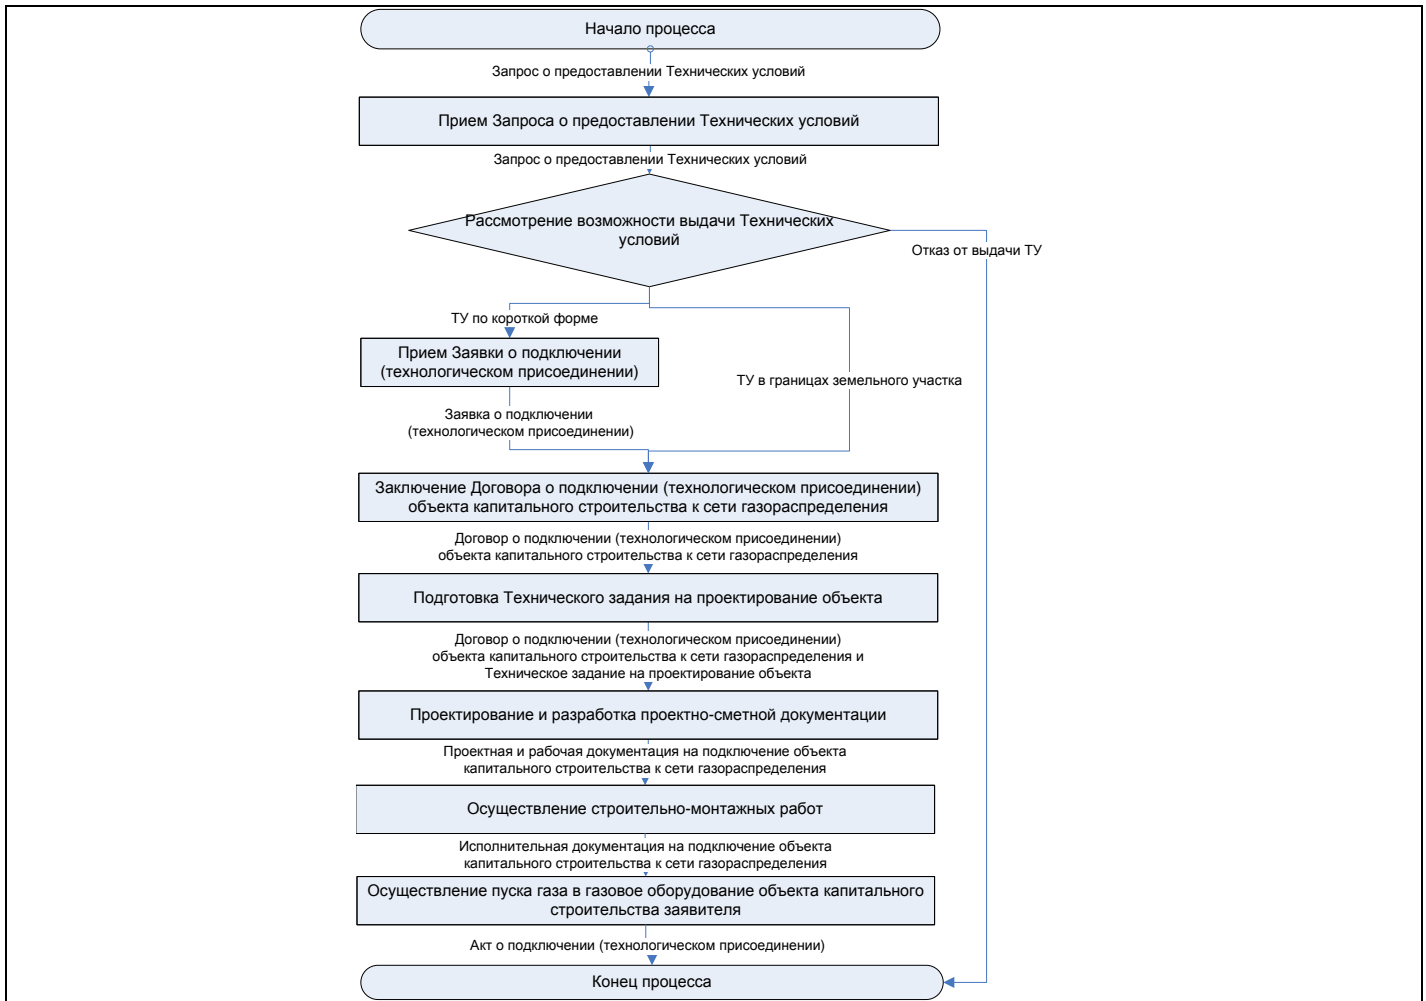 Начало процесса
Запрос о предоставлении Технических условий
Прием Запроса о предоставлении Технических условий
Запрос о предоставлении Технических условий
Рассмотрение возможности выдачи Технических
условий
Отказ от выдачи ТУ
ТУ по короткой форме
Прием Заявки о подключении
(технологическом присоединении)
ТУ в границах земельного участка
Заявка о подключении
(технологическом присоединении)
Заключение Договора о подключении (технологическом присоединении)
объекта капитального строительства к сети газораспределения
Договор о подключении (технологическом присоединении)
объекта капитального строительства к сети газораспределения
Подготовка Технического задания на проектирование объекта
Договор о подключении (технологическом присоединении)
объекта капитального строительства к сети газораспределения и
Техническое задание на проектирование объекта
Проектирование и разработка проектно-сметной документации
Проектная и рабочая документация на подключение объекта
капитального строительства к сети газораспределения
Осуществление строительно-монтажных работ
Исполнительная документация на подключение объекта
капитального строительства к сети газораспределения
Осуществление пуска газа в газовое оборудование объекта капитального
строительства заявителя
Акт о подключении (технологическом присоединении)
Конец процесса